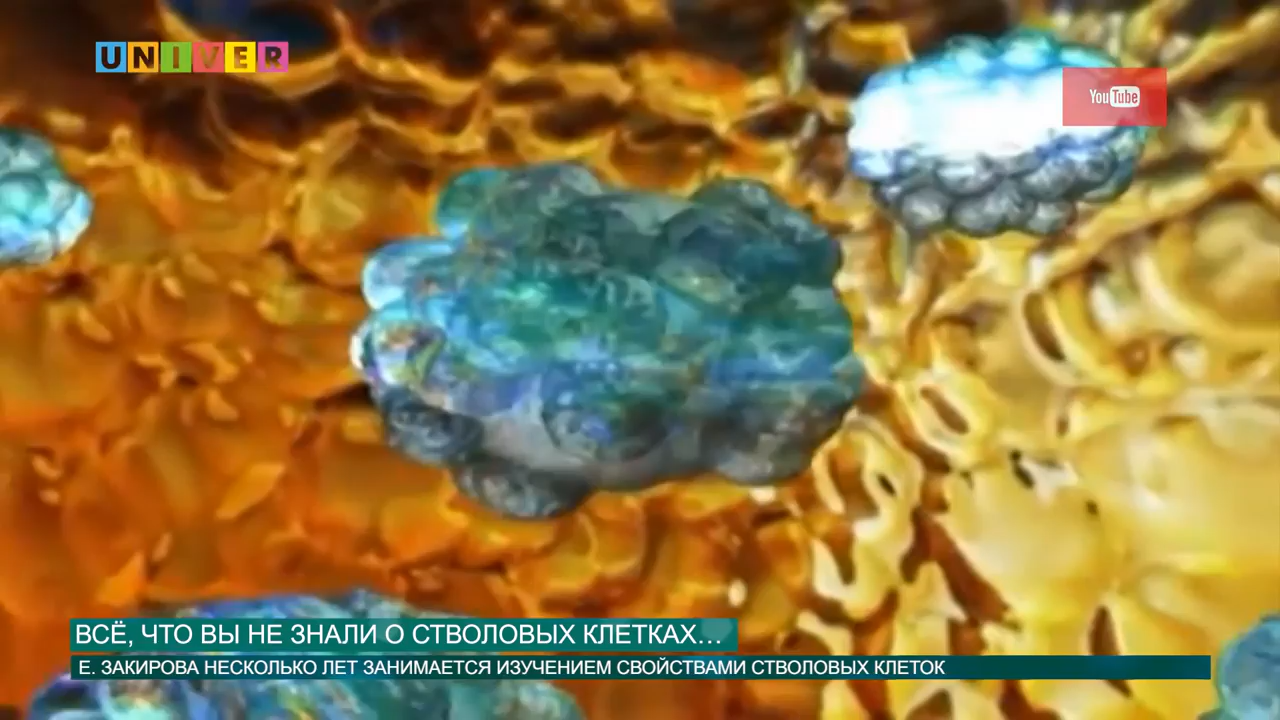 UNIVER
YouTube
ВСЁ, ЧТО ВЫ НЕ ЗНАЛИ О СТВОЛОВЫХ КЛЕТКАХ...
Е. ЗАКИРОВА НЕСКОЛЬКО ЛЕТ ЗАНИМАЕТСЯ ИЗУЧЕНИЕМ СВОЙСТВАМИ СТВОЛОВЫХ КЛЕТОК